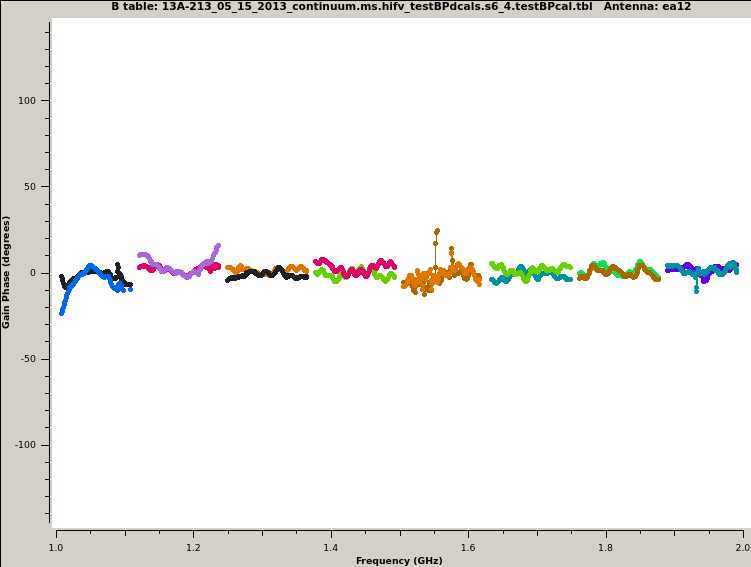 B table: 13A-213_05_15_2013_continuum.ms.hifv_testBPdcals.s6_4.testBPcal.tbl   Antenna: ea12
100
50
0
-50
-100
Gain Phase (degrees)
1.0 1.2 1.4 1.6 1.8 2.0
Frequency (GHz)